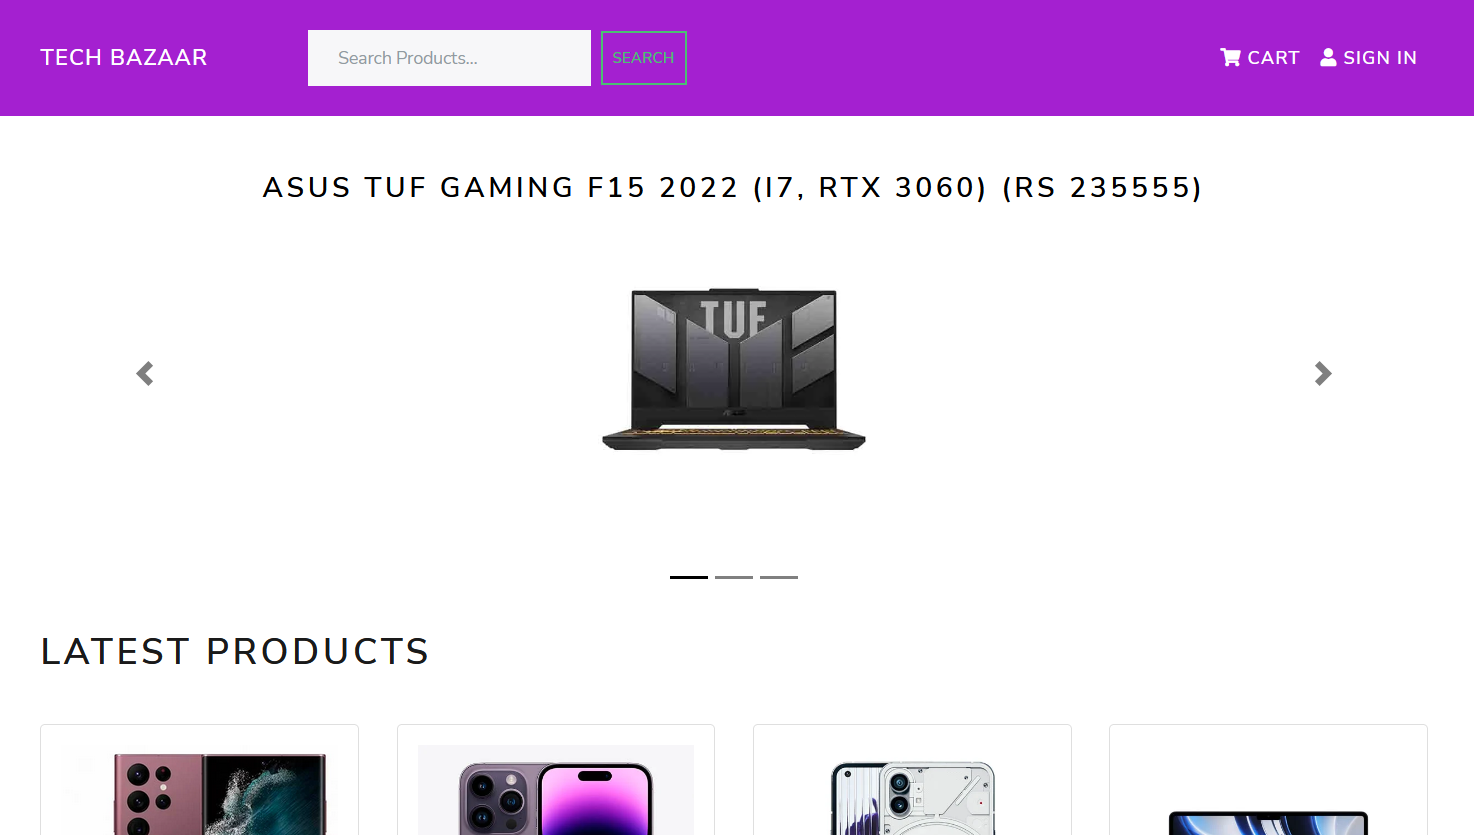 TECH BAZAAR
Search Products...
SEARCH
CART
SIGN IN
ASUS TUF GAMING F15 2022 (I7, RTX 3060) (RS 235555)
TUF
LATEST PRODUCTS